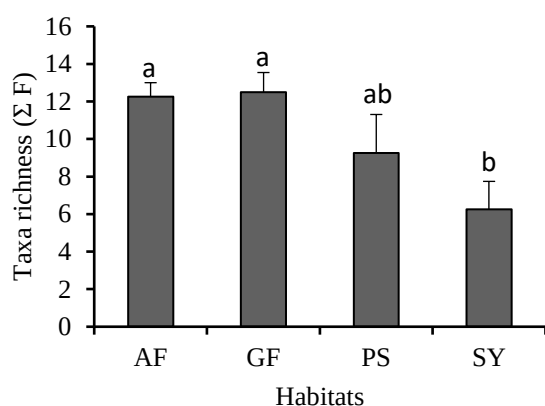 Taxa richness (Σ F)
16
14
12
10
8
6
4
2
0
a
a
ab
b
AF GF PS SY
Habitats